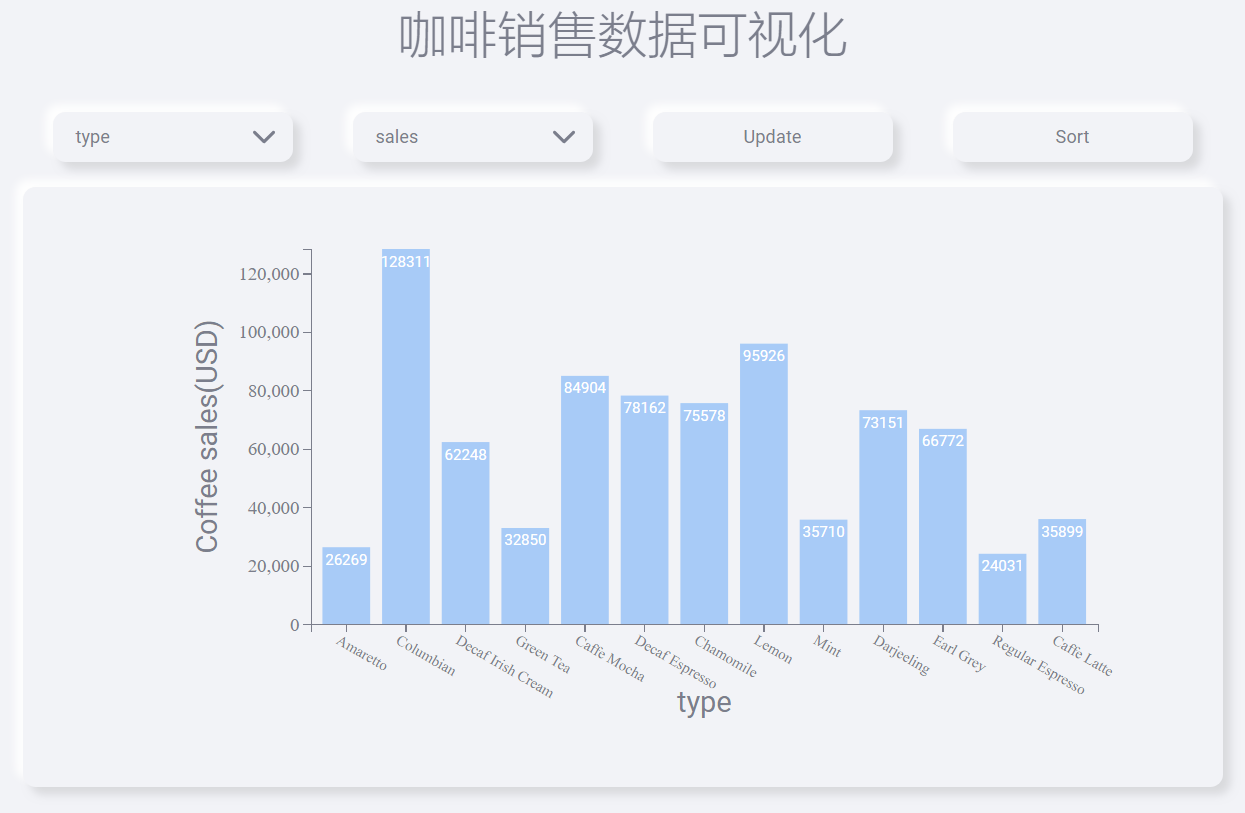 咖啡销售数据可视化
type
sales
Update
Sort
Coffee sales(USD)
120,000
100,000
80,000
60,000
40,000
20,000
0
26269
128311
62248
32850
84904
78162
75578
95926
35710
73151
66772
24031
35899
Amaretto
Columbian
Decaf Irish Cream
Green Tea
Caffe Mocha
Decaf Espresso
Chamomile
Lemon
Mint
Darjeeling
Earl Grey
Regular Espresso
Caffe Latte
type